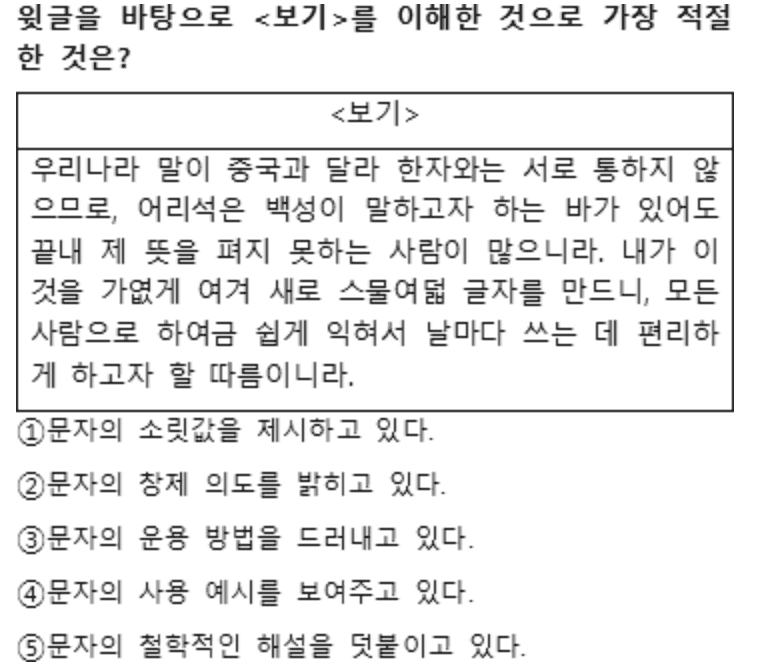 윗글을 바탕으로 <보기>를 이해한 것으로 가장 적절
한 것은?
<보기>
우리나라 말이 중국과 달라 한자와는 서로 통하지 않
으므로, 어리석은 백성이 말하고자 하는 바가 있어도
끝내 제 뜻을 펴지 못하는 사람이 많으니라. 내가 이
것을 가엾게 여겨 새로 스물여덟 글자를 만드니, 모든
사람으로 하여금 쉽게 익혀서 날마다 쓰는 데 편리하
게 하고자 할 따름이니라.
①문자의 소릿값을 제시하고 있다.
②문자의 창제 의도를 밝히고 있다.
③문자의 운용 방법을 드러내고 있다.
④문자의 사용 예시를 보여주고 있다.
⑤문자의 철학적인 해설을 덧붙이고 있다.